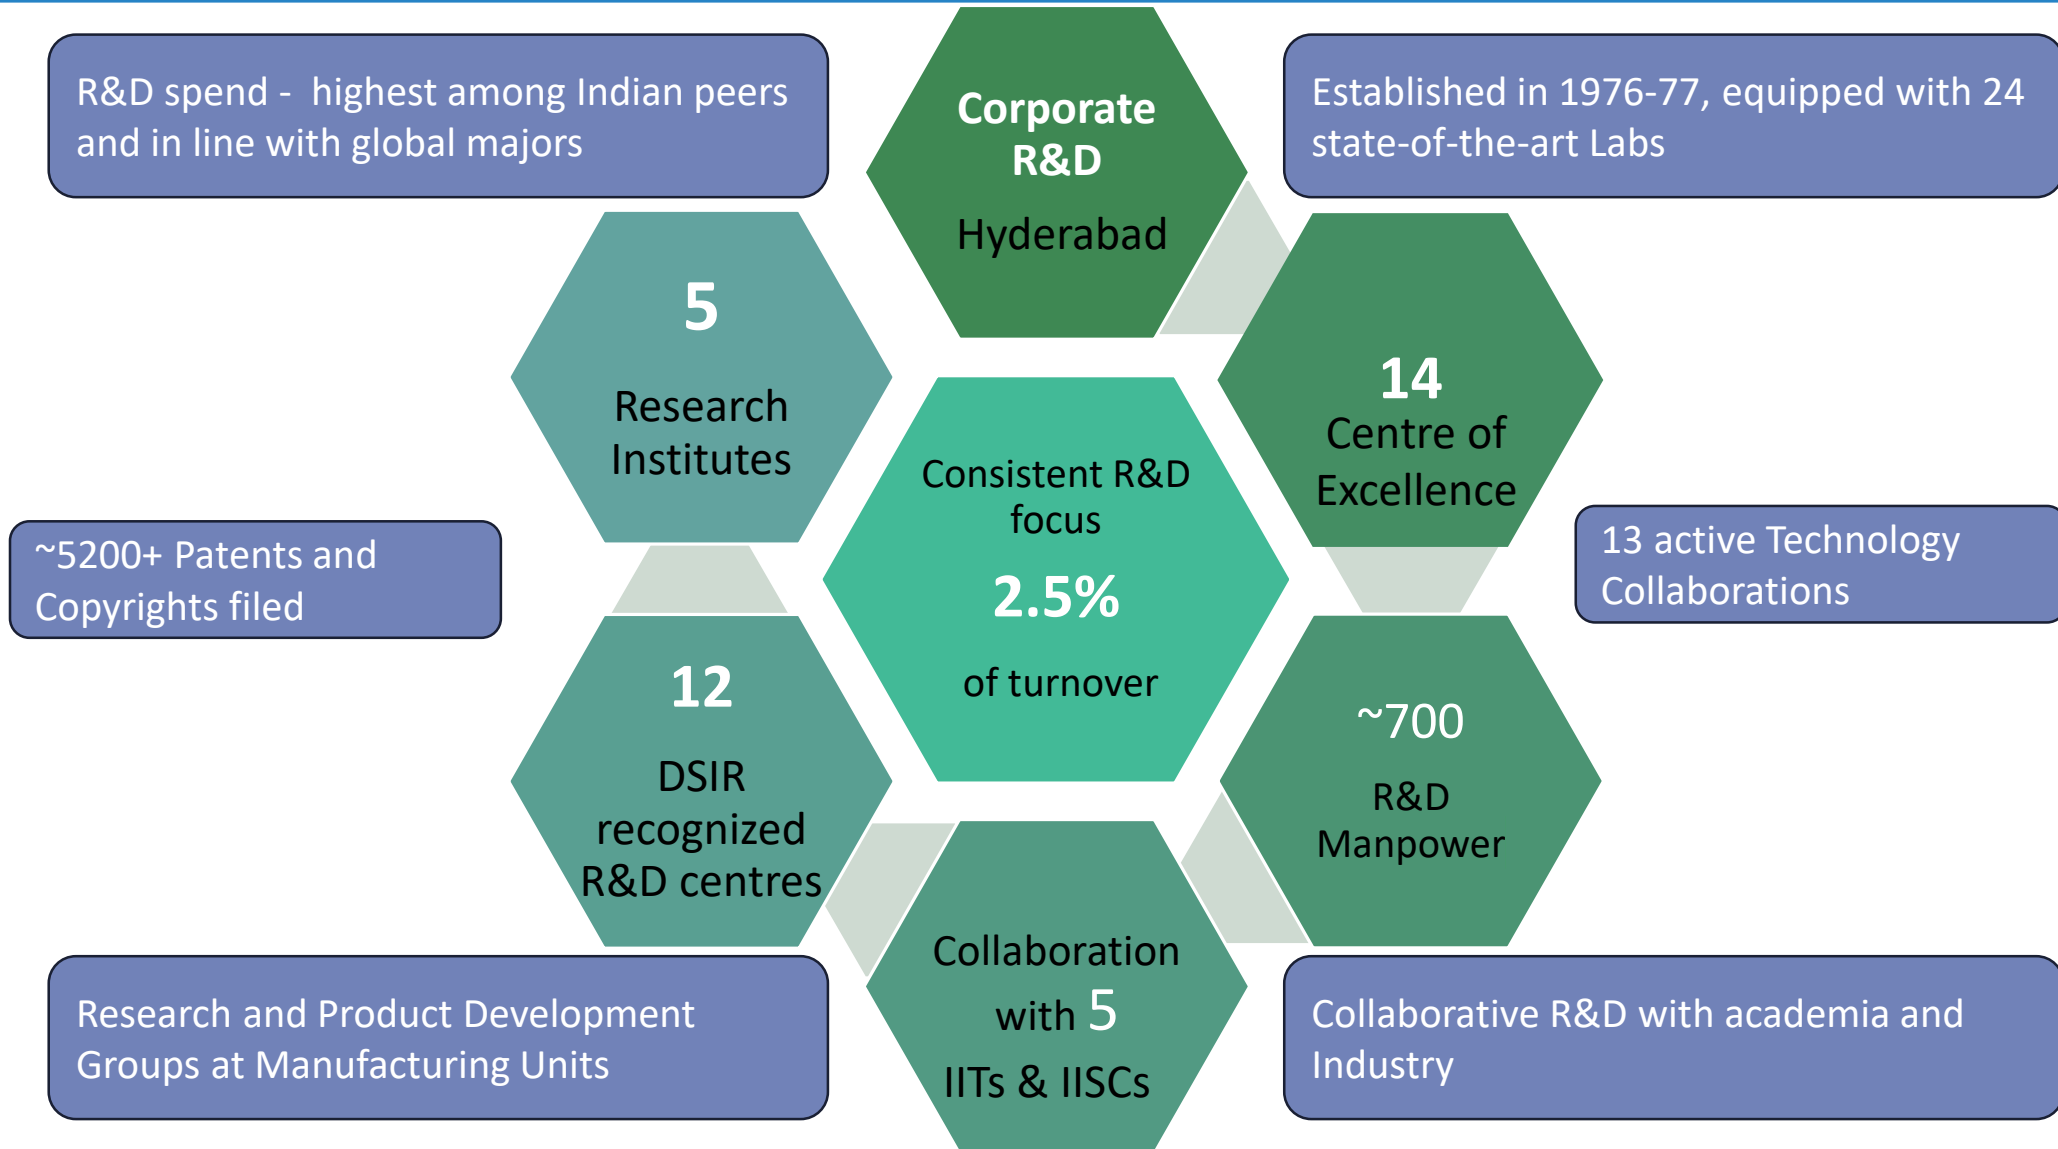 R&D spend - highest among Indian peers
and in line with global majors
Corporate
R&D
Hyderabad
Established in 1976-77, equipped with 24
state-of-the-art Labs
5
Research
Institutes
14
Centre of
Excellence
Consistent R&D
focus
2.5%
of turnover
~5200+ Patents and
Copyrights filed
13 active Technology
Collaborations
12
DSIR
recognized
R&D centres
~700
R&D
Manpower
Collaboration
with 5
IITs & IISCs
Research and Product Development
Groups at Manufacturing Units
Collaborative R&D with academia and
Industry